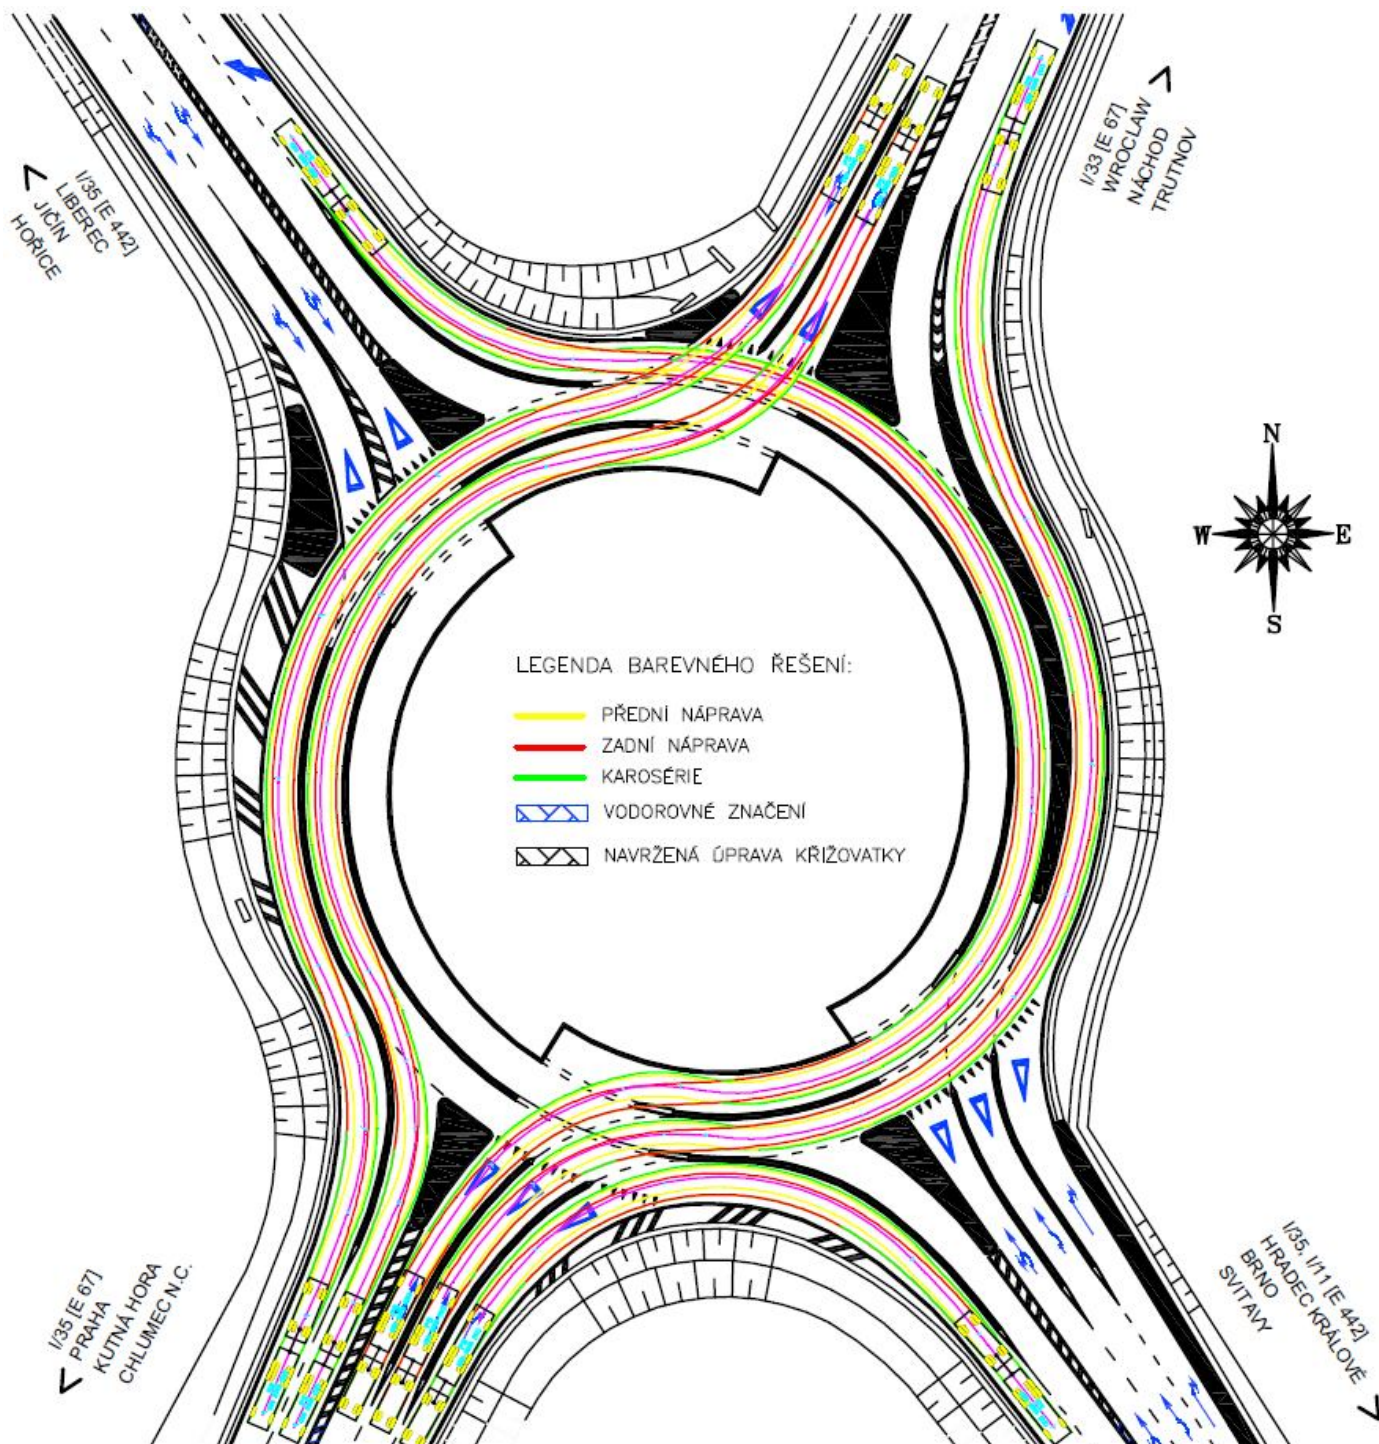 I/35 [E 442]
LIBEREC
JIČÍN
HOŘICE
I/33 [E 67]
WROCLAW
NÁCHOD
TRUTNOV
N
W
E
S
LEGENDA BAREVNÉHO ŘEŠENÍ:
PŘEDNÍ NÁPRAVA
ZADNÍ NÁPRAVA
KAROSÉRIE
VODOROVNÉ ZNAČENÍ
NAVRŽENÁ ÚPRAVA KŘIŽOVATKY
I/35 [E 67]
PRAHA
KUTNÁ HORA
CHLUMEC N.C.
I/35, I/11 [E 442]
HRADEC KRÁLOVÉ
BRNO
SVITAVY